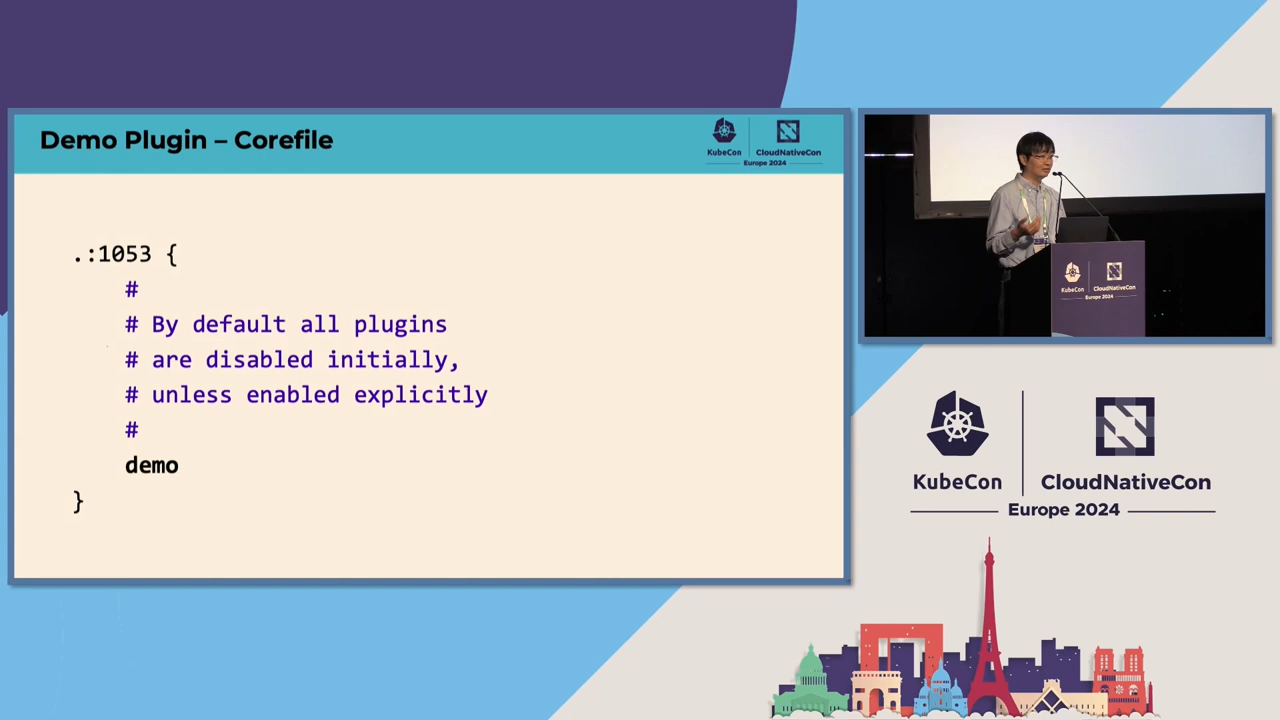 Demo Plugin – Corefile
KubeCon
CloudNativeCon
Europe 2024
.:1053 {
#
# By default all plugins
# are disabled initially,
# unless enabled explicitly
#
demo
}
KubeCon
CloudNativeCon
Europe 2024
KubeCon
CloudNativeCon
Europe 2024